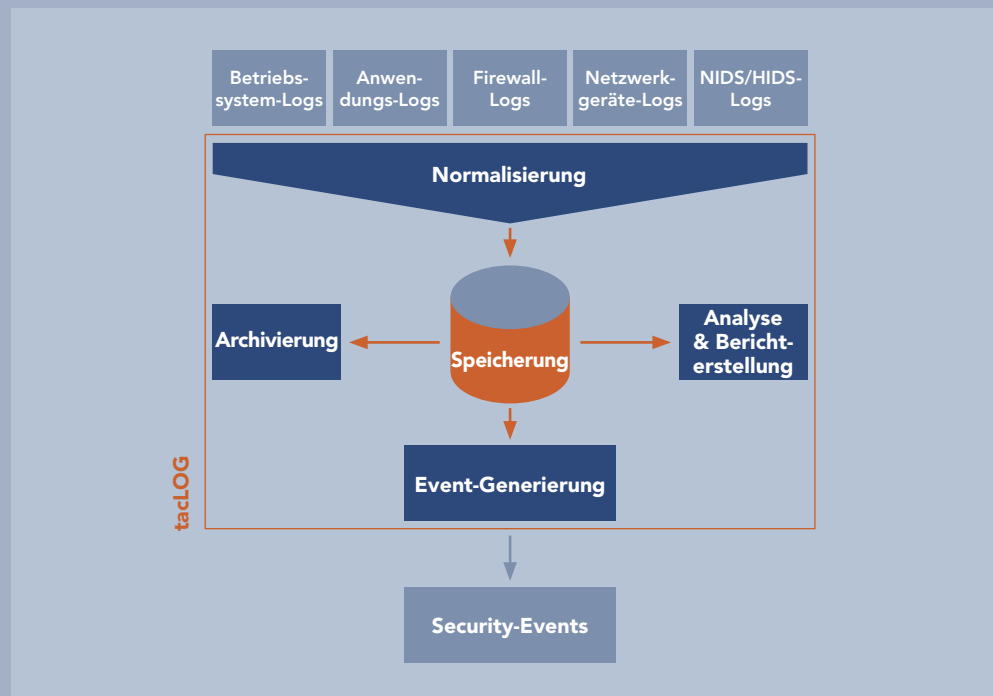 Betriebs-
system-Logs
Anwen-
dungs-Logs
Firewall-
Logs
Netzwerk-
geräte-Logs
NIDS/HIDS-
Logs
Normalisierung
Archivierung
Speicherung
Analyse
& Bericht-
erstellung
Event-Generierung
tacLOG
Security-Events